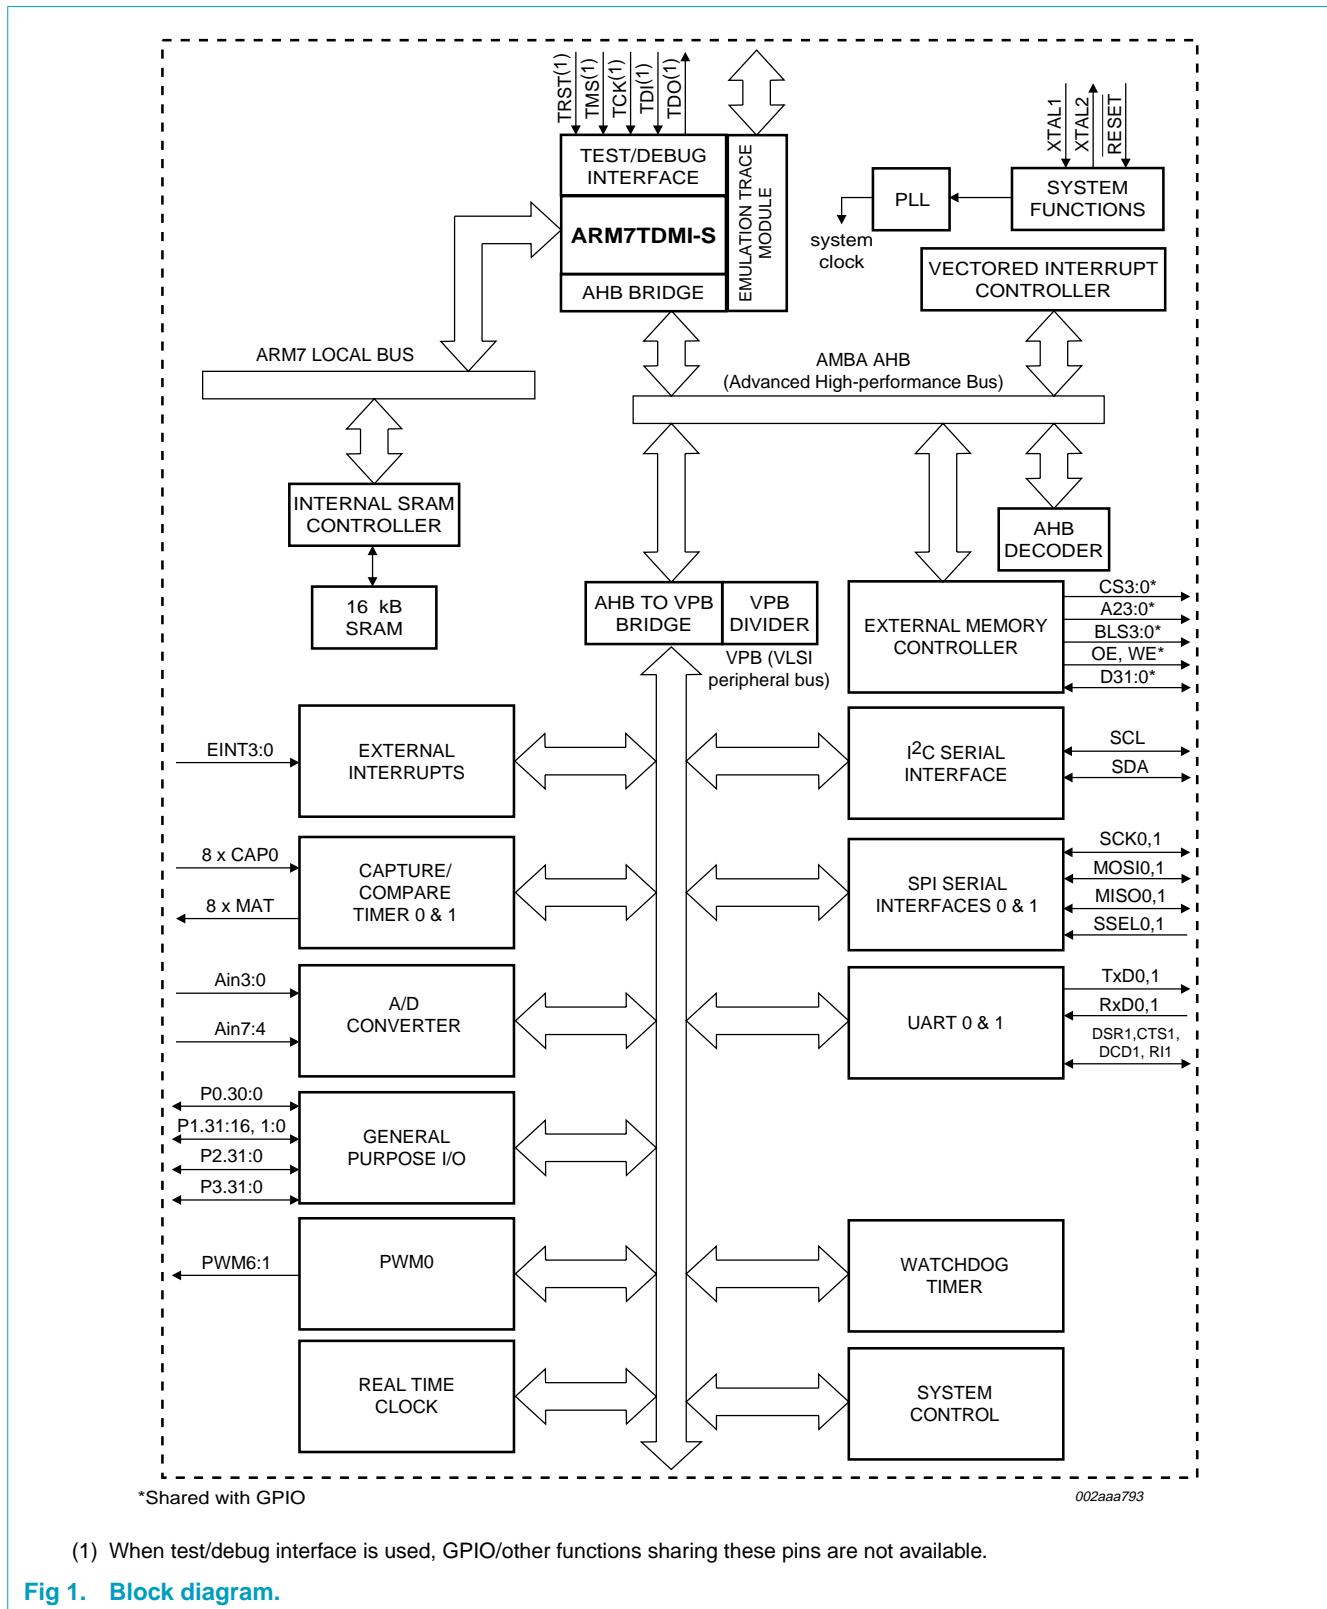 TRST(1)
TMS(1)
TCK(1)
TDI(1)
TDO(1)
XTAL1
XTAL2
RESET
TEST/DEBUG
INTERFACE
EMULATION TRACE
MODULE
PLL
SYSTEM
FUNCTIONS
ARM7TDMI-S
system
clock
AHB BRIDGE
VECTORED INTERRUPT
CONTROLLER
ARM7 LOCAL BUS
AMBA AHB
(Advanced High-performance Bus)
INTERNAL SRAM
CONTROLLER
AHB
DECODER
16 kB
SRAM
AHB TO VPB
BRIDGE
VPB
DIVIDER
VPB (VLSI
peripheral bus)
EXTERNAL MEMORY
CONTROLLER
CS3:0*
A23:0*
BLS3:0*
OE, WE*
D31:0*
EINT3:0
EXTERNAL
INTERRUPTS
I2C SERIAL
INTERFACE
SCL
SDA
8 x CAP0
8 x MAT
CAPTURE/
COMPARE
TIMER 0 & 1
SPI SERIAL
INTERFACES 0 & 1
SCK0,1
MOSI0,1
MISO0,1
SSEL0,1
Ain3:0
Ain7:4
A/D
CONVERTER
UART 0 & 1
TxD0,1
RxD0,1
DSR1,CTS1,
DCD1, RI1
P0.30:0
P1.31:16, 1:0
P2.31:0
P3.31:0
GENERAL
PURPOSE I/O
PWM6:1
PWM0
WATCHDOG
TIMER
REAL TIME
CLOCK
SYSTEM
CONTROL
*Shared with GPIO
002aaa793
(1) When test/debug interface is used, GPIO/other functions sharing these pins are not available.
Fig 1. Block diagram.